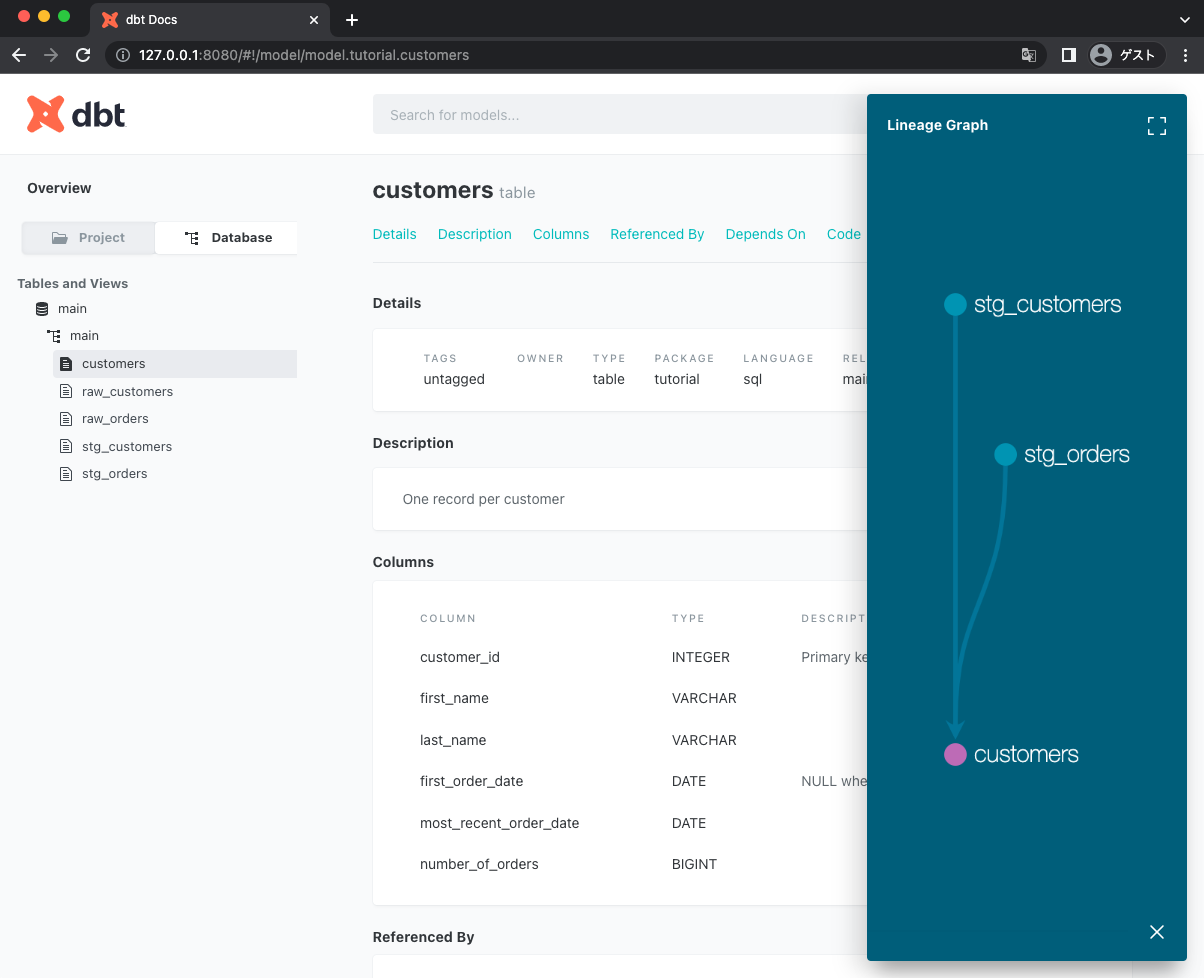 dbt Docs
127.0.0.1:8080/#!/model/model.tutorial.customers
ゲスト
dbt
Search for models...
Overview
Project
Database
Tables and Views
main
main
customers
raw_customers
raw_orders
stg_customers
stg_orders
customers table
Details Description Columns Referenced By Depends On Code
Details
TAGS OWNER TYPE PACKAGE LANGUAGE REL
untagged table tutorial sql main
Description
One record per customer
Columns
COLUMN TYPE DESCRIPT
customer_id INTEGER Primary ke
first_name VARCHAR
last_name VARCHAR
first_order_date DATE NULL whe
most_recent_order_date DATE
number_of_orders BIGINT
Referenced By
Lineage Graph
stg_customers
stg_orders
customers